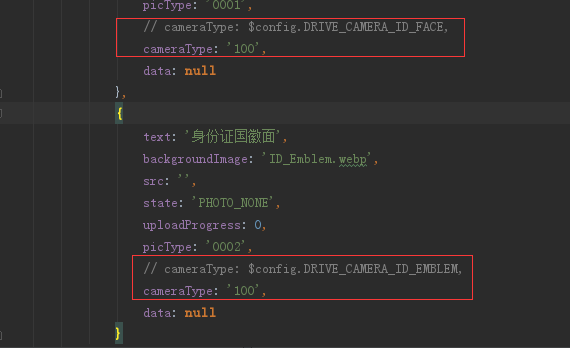 picType: '0001',
// cameraType: $config.DRIVE_CAMERA_ID_FACE,
cameraType: '100',
data: null
},
{
text: '身份证国徽面',
backgroundImage: 'ID_Emblem.webp',
src: '',
state: 'PHOTO_NONE',
uploadProgress: 0,
picType: '0002',
// cameraType: $config.DRIVE_CAMERA_ID_EMBLEM,
cameraType: '100',
data: null
}